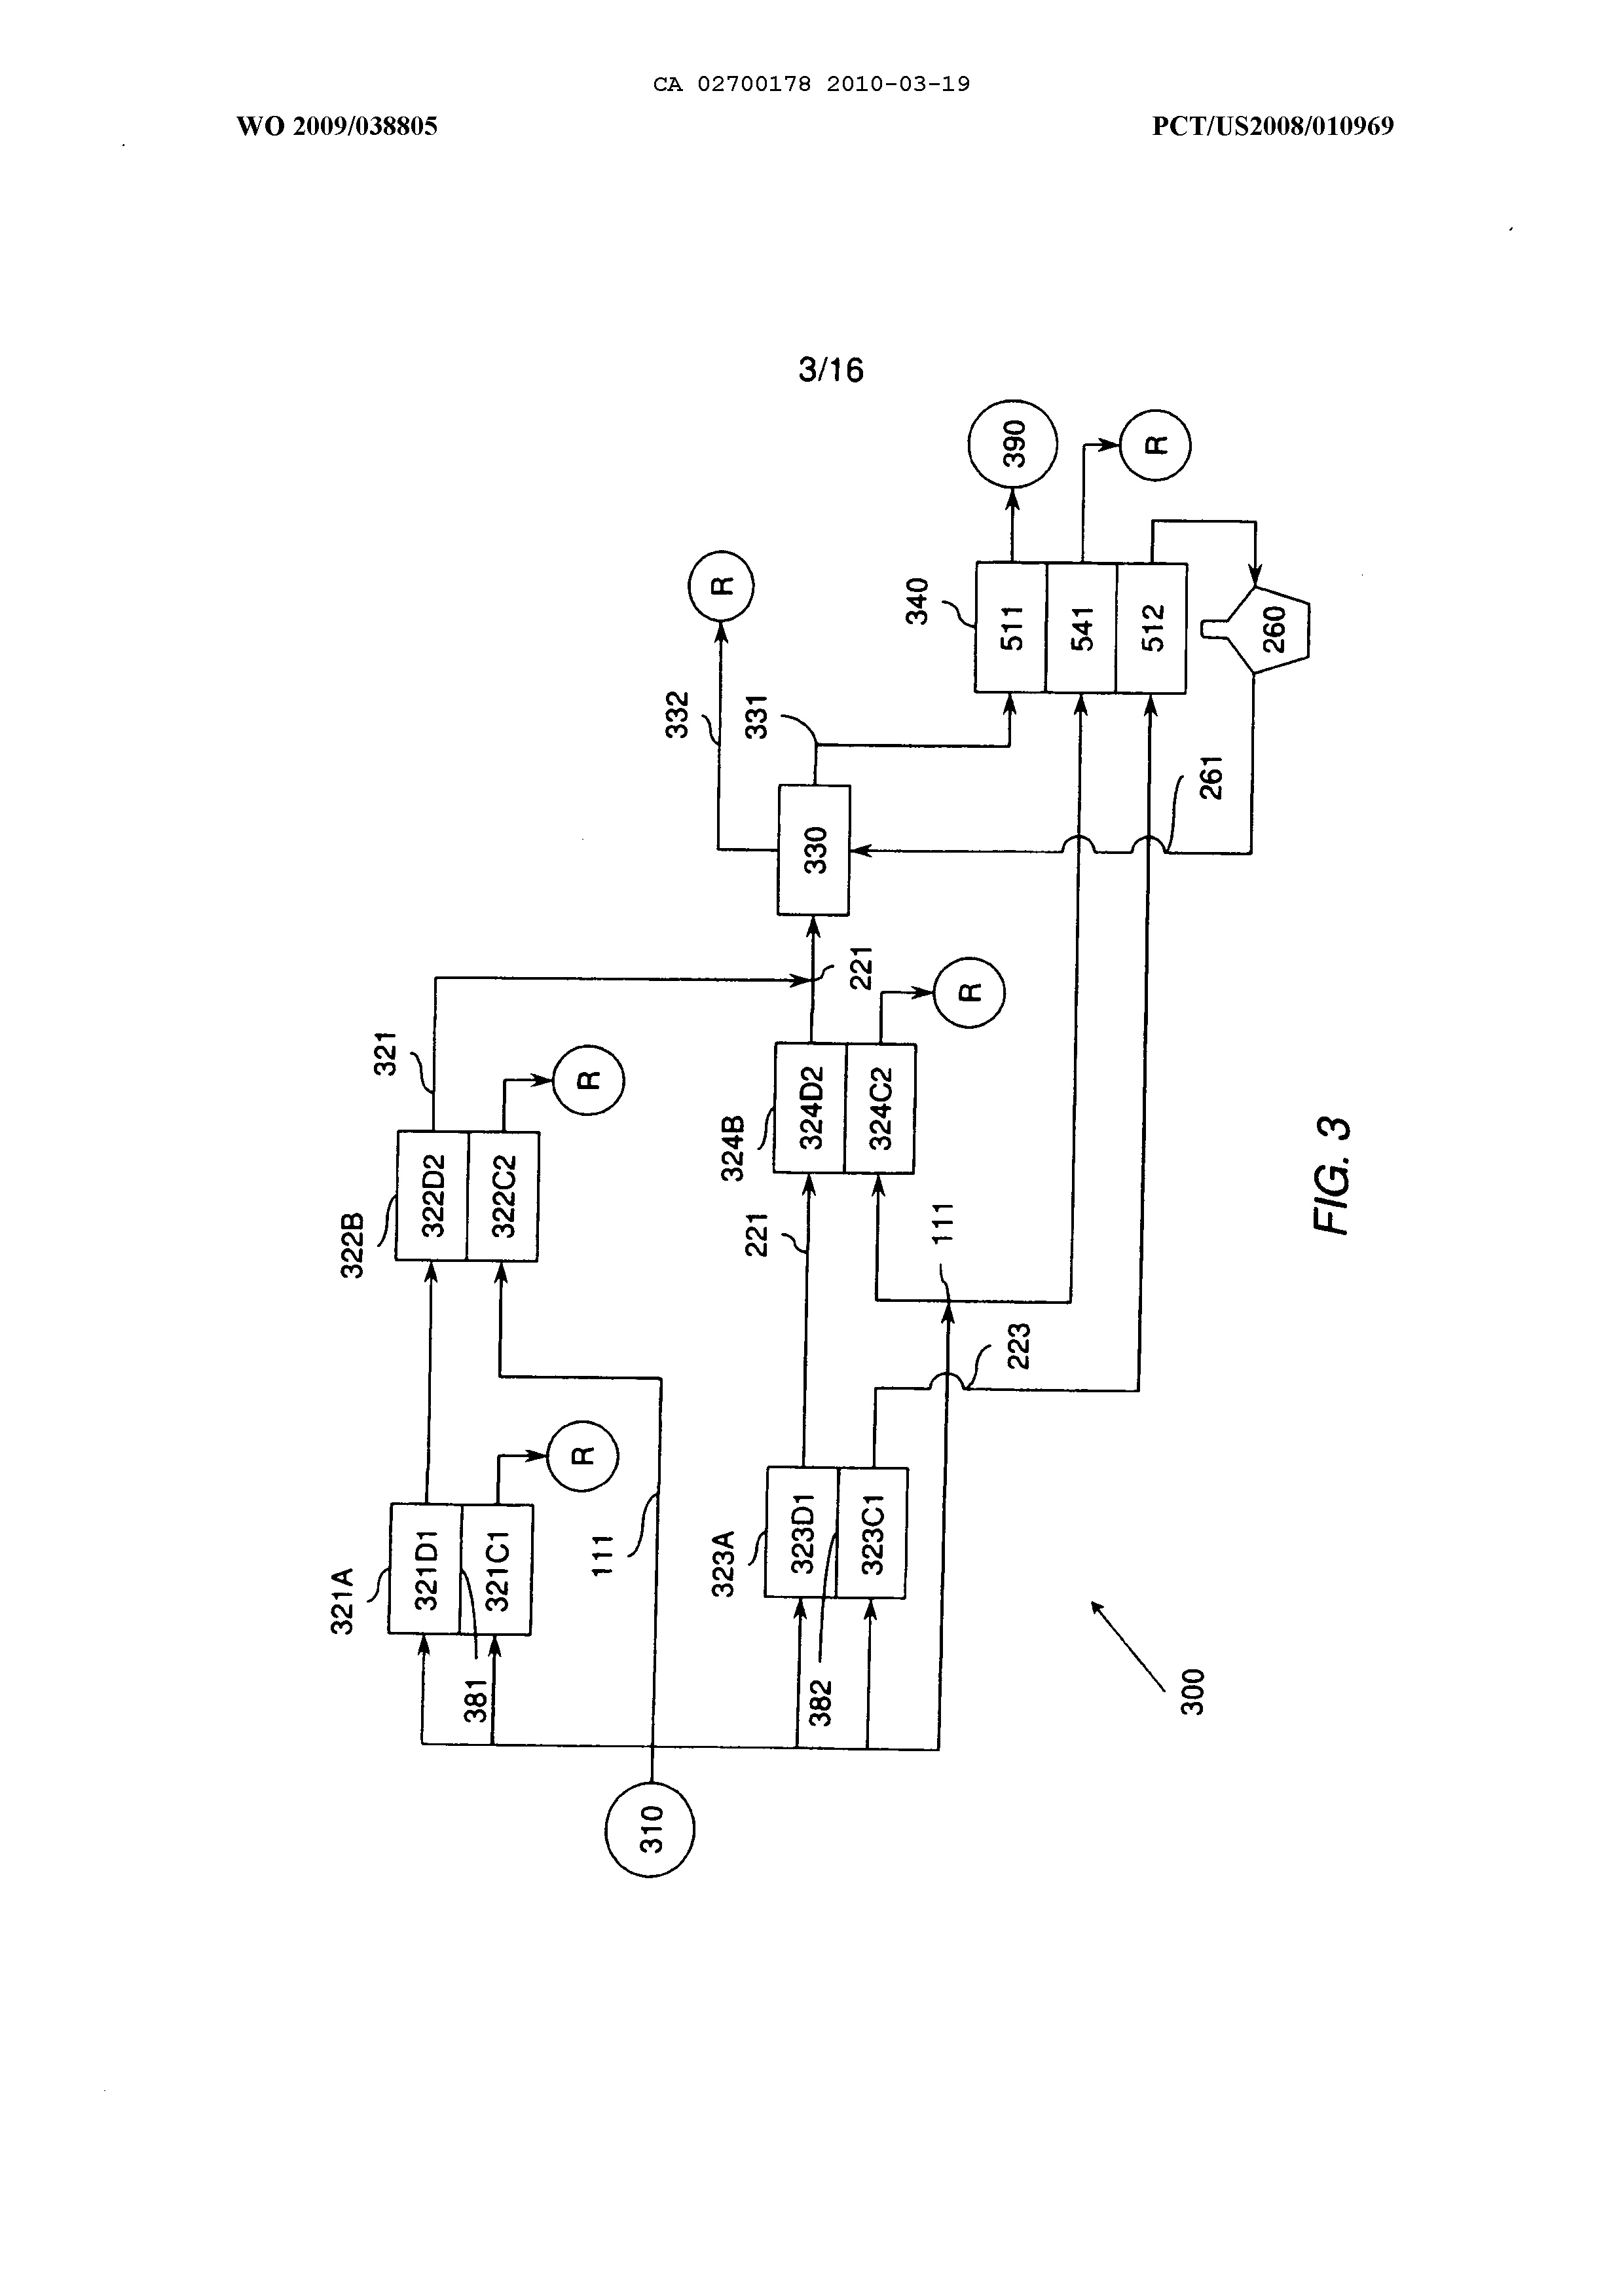 CA 02700178 2010-03-19
WO 2009/038805
PCT/US2008/010969
3/16
321A
321D1
321C1
381
R
322B
322D2
322C2
321
R
310
111
323A
323D1
323C1
382
221
324B
324D2
324C2
R
221
111
223
330
332
331
R
340
511
541
512
390
R
260
261
300
FIG. 3